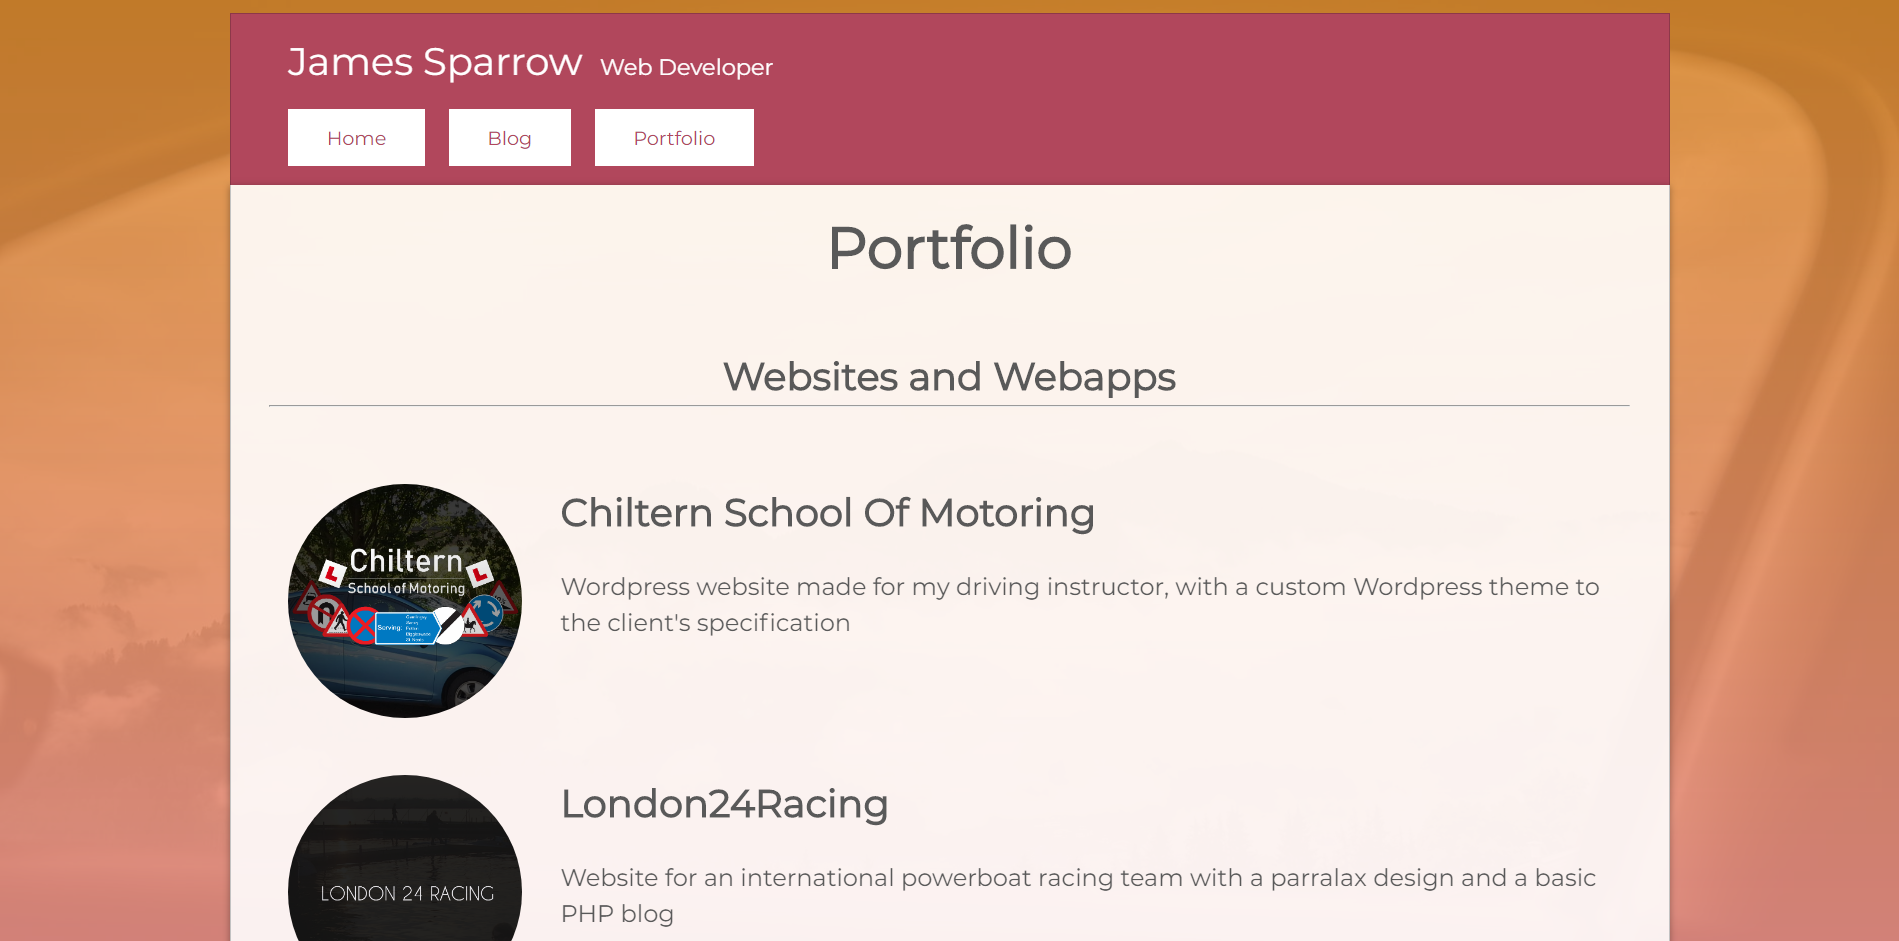 James Sparrow Web Developer
Home Blog Portfolio
Portfolio
Websites and Webapps
Chiltern School Of Motoring
Wordpress website made for my driving instructor, with a custom Wordpress theme to
the client's specification
Chiltern
School of Motoring
L L
Serving:
London24Racing
Website for an international powerboat racing team with a parralax design and a basic
PHP blog
LONDON 24 RACING